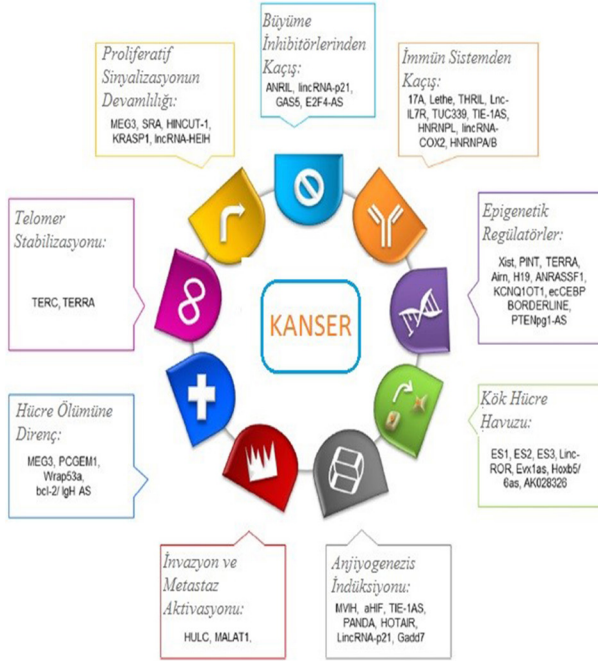 Büyüme
İnhibitörlerinden
Kaçış:
ANRIL, lincRNA-p21,
GAS5, E2F4-AS
Proliferatif
Sinyalizasyonun
Devamlılığı:
MEG3, SRA, HINCUT-1,
KRASP1, lncRNA-HEIH
İmmün Sistemden
Kaçış:
17A, Lethe, THRIL, Lnc-
IL7R, TUC339, TIE-1AS,
HNRNPL, lincRNA-
COX2, HNRNPA/B
Telomer
Stabilizasyonu:
TERC, TERRA
Epigenetik
Regülatörler:
Xist, PINT, TERRA,
Airn, H19, ANRASSF1,
KCNQ1OT1, ecCEBP
BORDERLINE,
PTENpg1-AS
KANSER
Hücre Ölümüne
Direnç:
MEG3, PCGEM1,
Wrap53a,
bcl-2/ IgH AS
Kök Hücre
Havuzu:
ES1, ES2, ES3, Linc-
ROR, Evx1as, Hoxb5/
6as, AK028326
İnvazyon ve
Metastaz
Aktivasyonu:
HULC, MALAT1.
Anjiyogenezis
İndüksiyonu:
MVIH, aHIF, TIE-1AS,
PANDA, HOTAIR,
LincRNA-p21, Gadd7